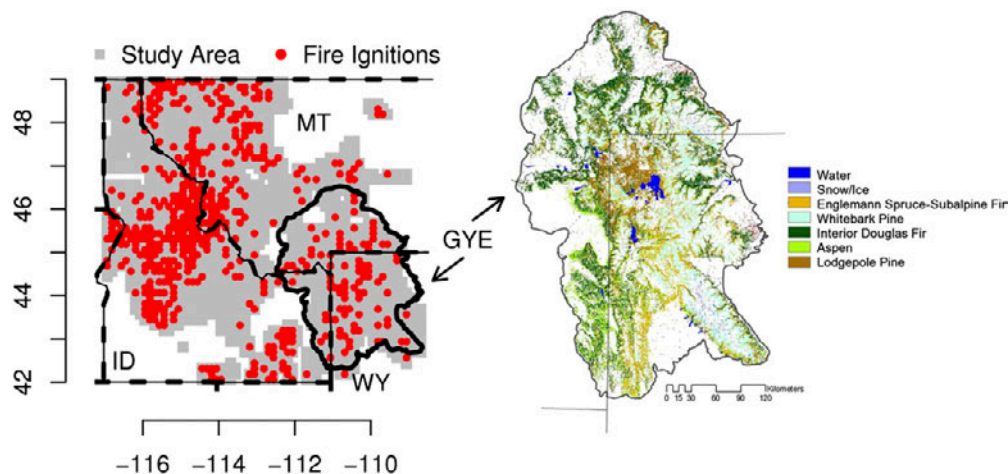 Study Area Fire Ignitions
48
46
44
42
MT
GYE
ID
WY
−116 −114 −112 −110
Water
Snow/Ice
Englemann Spruce-Subalpine Fir
Whitebark Pine
Interior Douglas Fir
Aspen
Lodgepole Pine
Kilometers
0 15 30 60 90 120